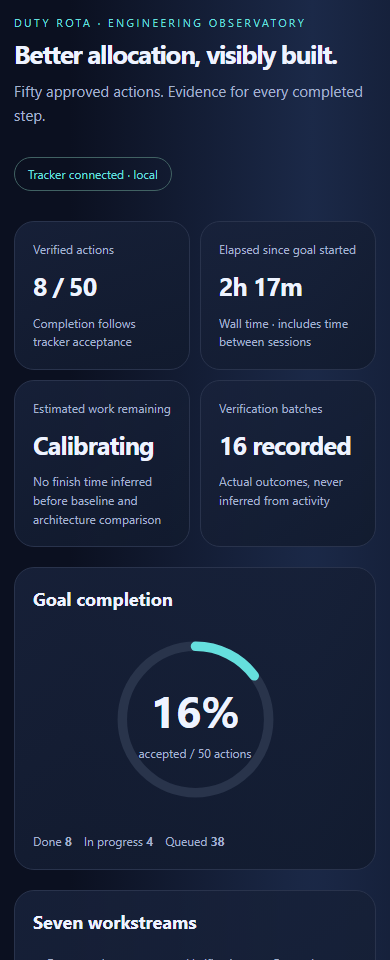 DUTY ROTA · ENGINEERING OBSERVATORY
Better allocation, visibly built.
Fifty approved actions. Evidence for every completed
step.
Tracker connected · local
Verified actions
8 / 50
Completion follows
tracker acceptance
Elapsed since goal started
2h 17m
Wall time · includes time
between sessions
Estimated work remaining
Calibrating
No finish time inferred
before baseline and
architecture comparison
Verification batches
16 recorded
Actual outcomes, never
inferred from activity
Goal completion
16%
accepted / 50 actions
Done 8 In progress 4 Queued 38
Seven workstreams